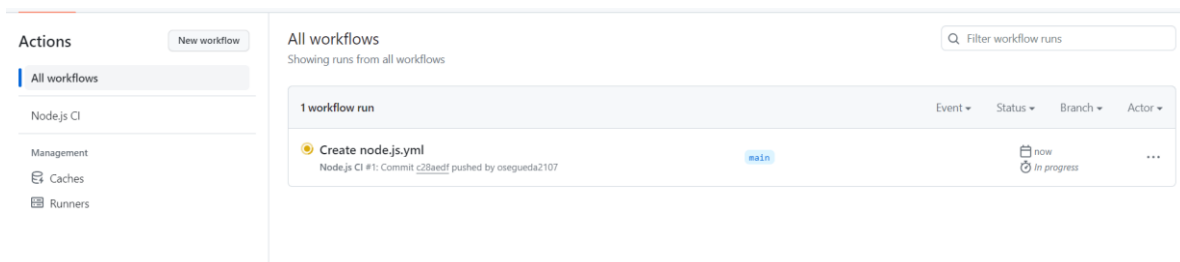 Actions
New workflow
All workflows
Node.js CI
Management
Caches
Runners
All workflows
Showing runs from all workflows
Filter workflow runs
1 workflow run
Event Status Branch Actor
Create node.js.yml
Node.js CI #1: Commit c28aedf pushed by osegueda2107
main
now
In progress